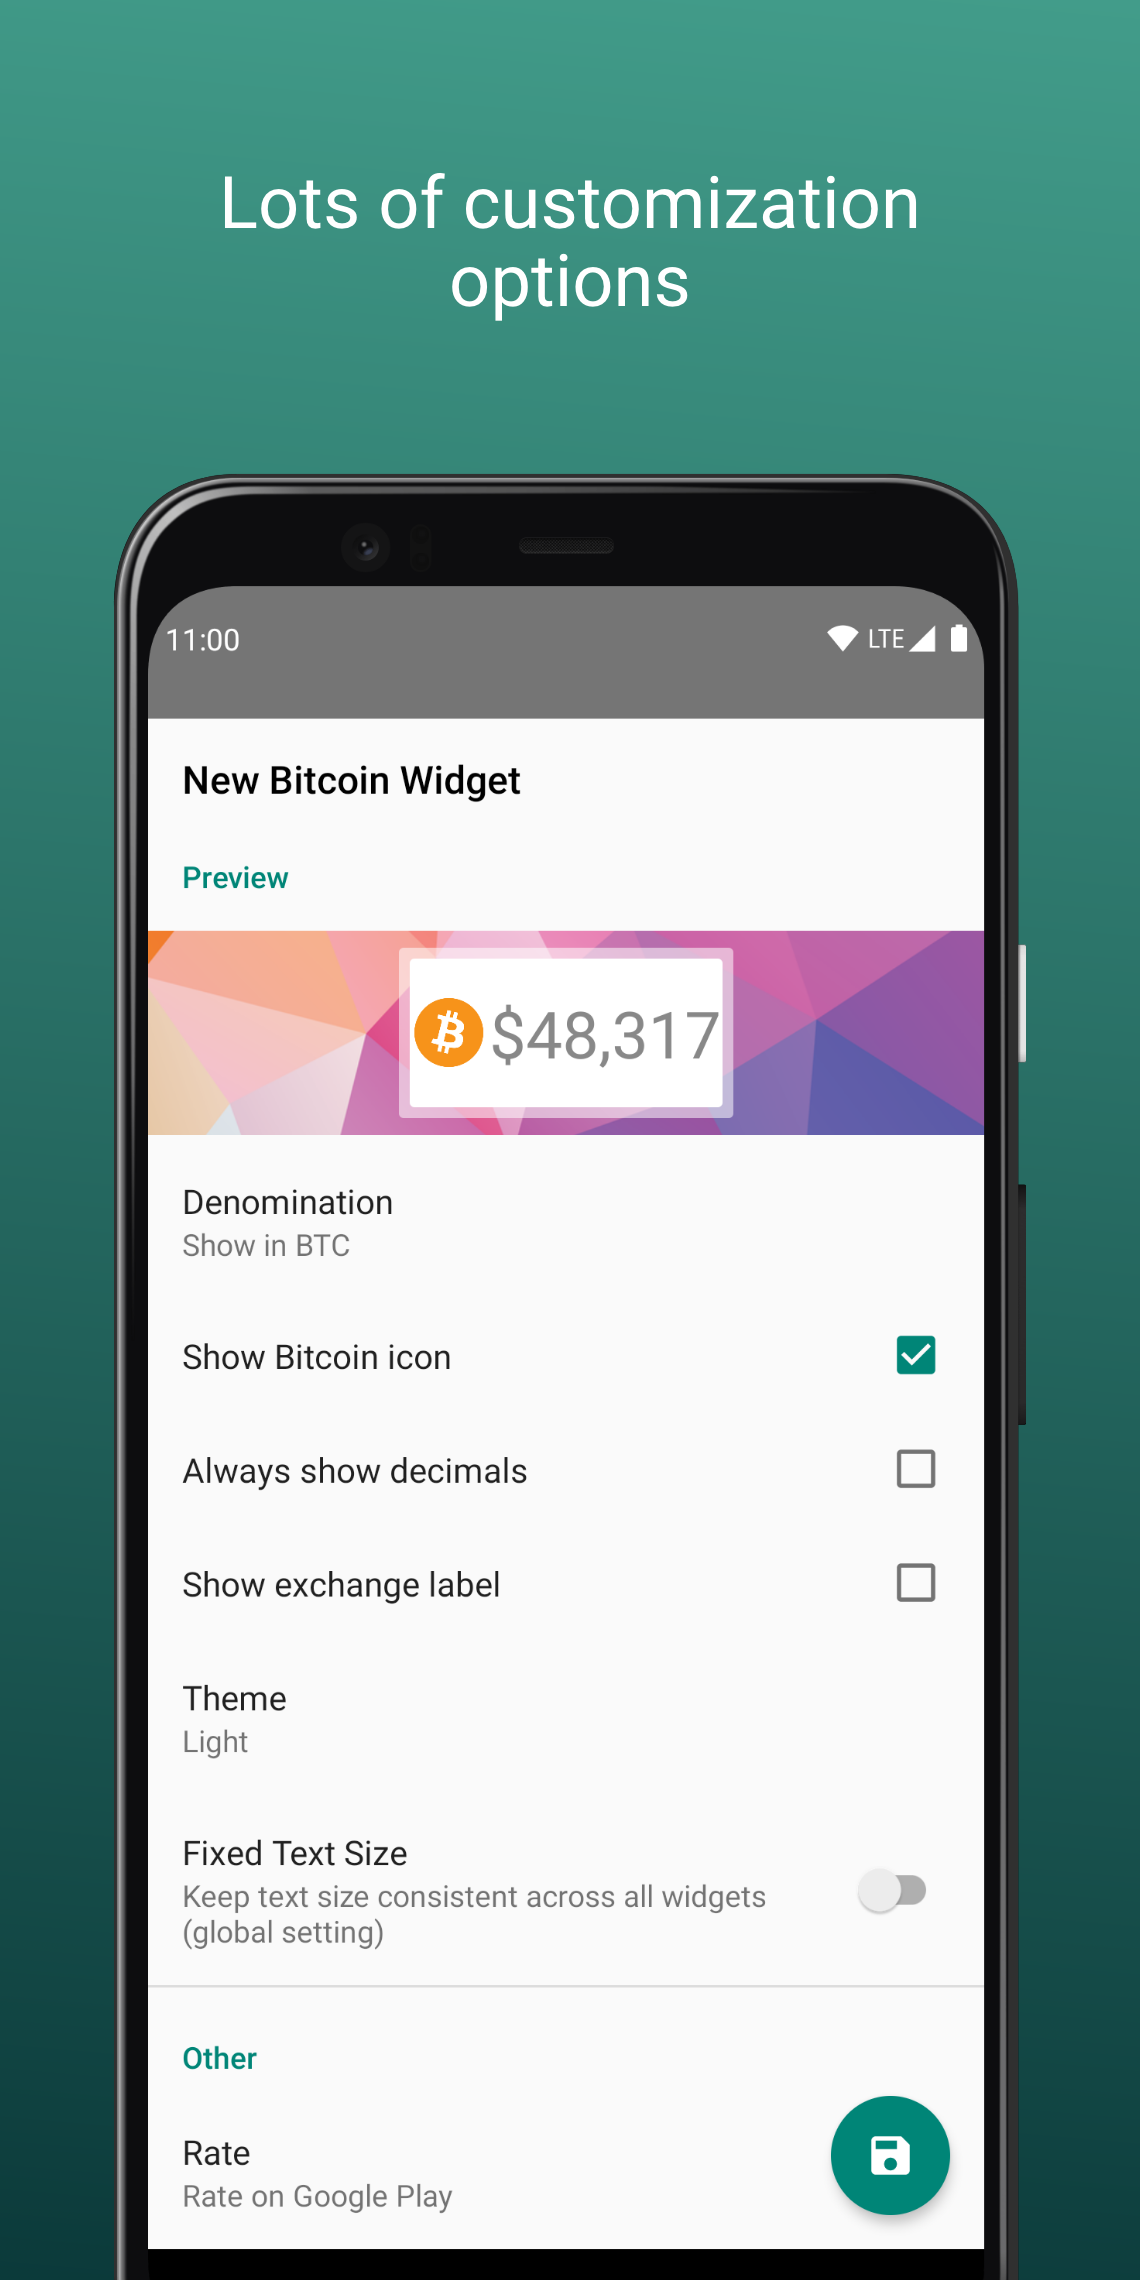 Lots of customization
options
11:00
LTE
New Bitcoin Widget
Preview
$48,317
Denomination
Show in BTC
Show Bitcoin icon
Always show decimals
Show exchange label
Theme
Light
Fixed Text Size
Keep text size consistent across all widgets
(global setting)
Other
Rate
Rate on Google Play